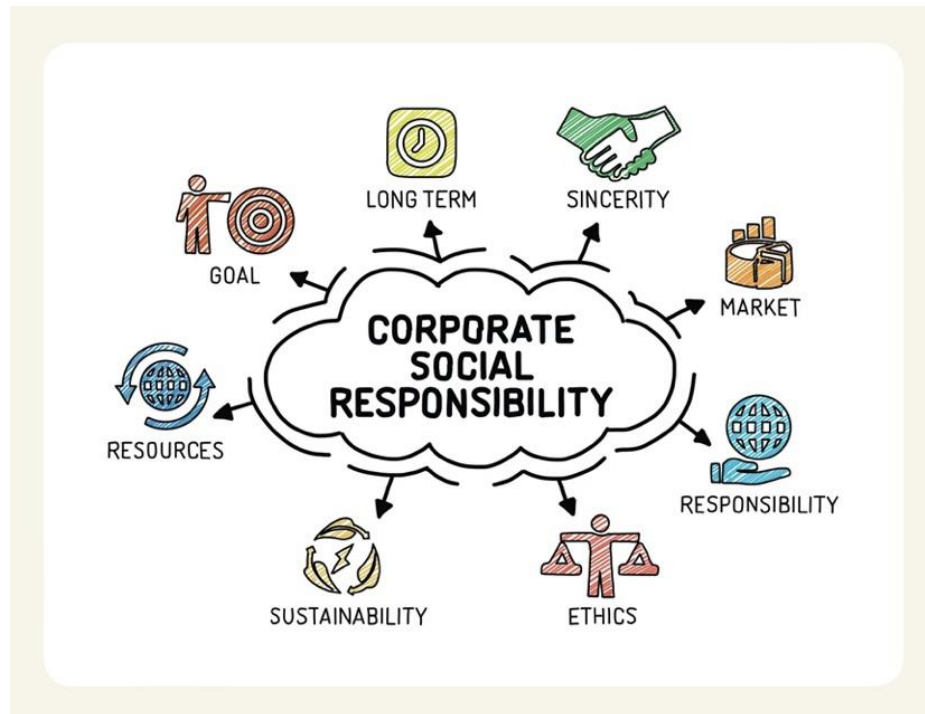 LONG TERM
SINCERITY
GOAL
MARKET
CORPORATE
SOCIAL
RESPONSIBILITY
RESOURCES
RESPONSIBILITY
SUSTAINABILITY
ETHICS